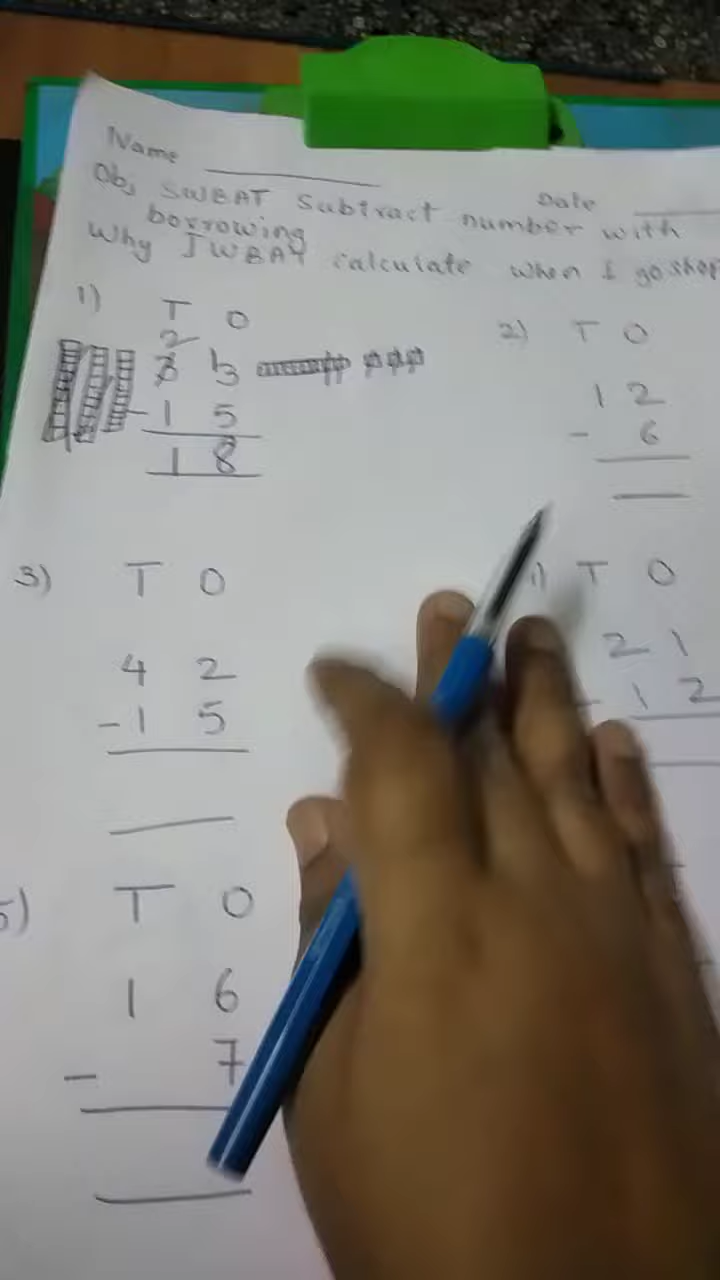 Name
Date
Obj SWBAT Subtract number with
borrowing
Why IWBAT calculate when I go shop
1)
T O
2
3 13
-1 5
1 8
2)
T O
1 2
- 6
3)
T O
4 2
-1 5
T O
2 1
- 1 2
5)
T O
1 6
- 7